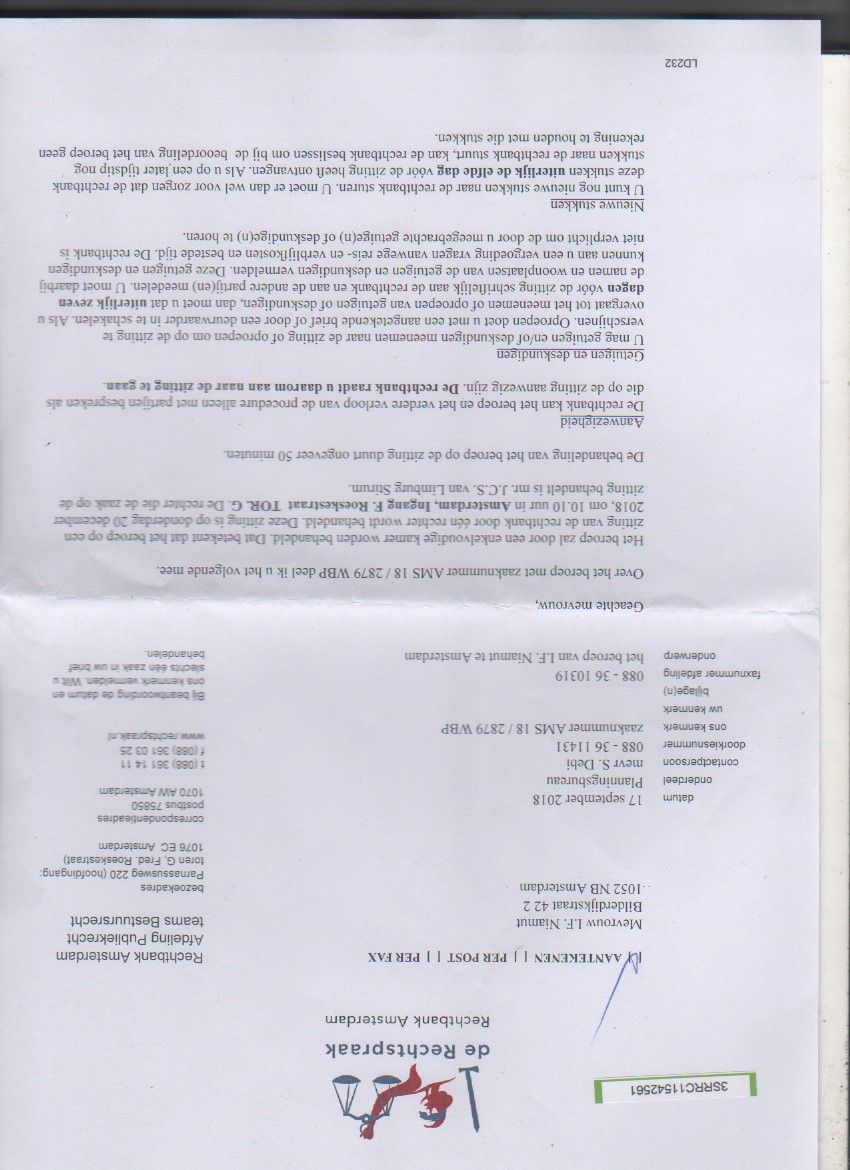 3SRRC11542561
de Rechtspraak
Rechtbank Amsterdam
[ ] AANTEKENEN [ ] PER POST [ ] PER FAX
Mevrouw I.F. Niamut
Bilderdijkstraat 42 2
1052 NB Amsterdam
Rechtbank Amsterdam
Afdeling Publiekrecht
teams Bestuursrecht
bezoekadres
Parnassusweg 220 (hoofdingang:
toren G, Fred. Roeskestraat)
1076 EC Amsterdam
correspondentieadres
postbus 75850
1070 AW Amsterdam
t (088) 361 14 11
f (088) 361 03 25
www.rechtspraak.nl
Bij beantwoording de datum en
ons kenmerk vermelden. Wilt u
slechts één zaak in uw brief
behandelen.
datum 17 september 2018
onderdeel Planningsbureau
contactpersoon mevr S. Debi
doorkiesnummer 088 - 36 11431
ons kenmerk zaaknummer AMS 18 / 2879 WBP
uw kenmerk
bijlage(n)
faxnummer afdeling 088 - 36 10319
onderwerp het beroep van I.F. Niamut te Amsterdam
Geachte mevrouw,
Over het beroep met zaaknummer AMS 18 / 2879 WBP deel ik u het volgende mee.
Het beroep zal door een enkelvoudige kamer worden behandeld. Dat betekent dat het beroep op een
zitting van de rechtbank door één rechter wordt behandeld. Deze zitting is op donderdag 20 december
2018, om 10.10 uur in Amsterdam, Ingang F. Roeskestraat TOR. G. De rechter die de zaak op de
zitting behandelt is mr. J.C.S. van Limburg Stirum.
De behandeling van het beroep op de zitting duurt ongeveer 50 minuten.
Aanwezigheid
De rechtbank kan het beroep en het verdere verloop van de procedure alleen met partijen bespreken als
die op de zitting aanwezig zijn. De rechtbank raadt u daarom aan naar de zitting te gaan.
Getuigen en deskundigen
U mag getuigen en/of deskundigen meenemen naar de zitting of oproepen om op de zitting te
verschijnen. Oproepen doet u met een aangetekende brief of door een deurwaarder in te schakelen. Als u
overgaat tot het meenemen of oproepen van getuigen of deskundigen, dan moet u dat uiterlijk zeven
dagen vóór de zitting schriftelijk aan de rechtbank en aan de andere partij(en) meedelen. U moet daarbij
de namen en woonplaatsen van de getuigen en deskundigen vermelden. Deze getuigen en deskundigen
kunnen aan u een vergoeding vragen vanwege reis- en verblijfkosten en bestede tijd. De rechtbank is
niet verplicht om de door u meegebrachte getuige(n) of deskundige(n) te horen.
Nieuwe stukken
U kunt nog nieuwe stukken naar de rechtbank sturen. U moet er dan wel voor zorgen dat de rechtbank
deze stukken uiterlijk de elfde dag vóór de zitting heeft ontvangen. Als u op een later tijdstip nog
stukken naar de rechtbank stuurt, kan de rechtbank beslissen om bij de beoordeling van het beroep geen
rekening te houden met die stukken.
LD232